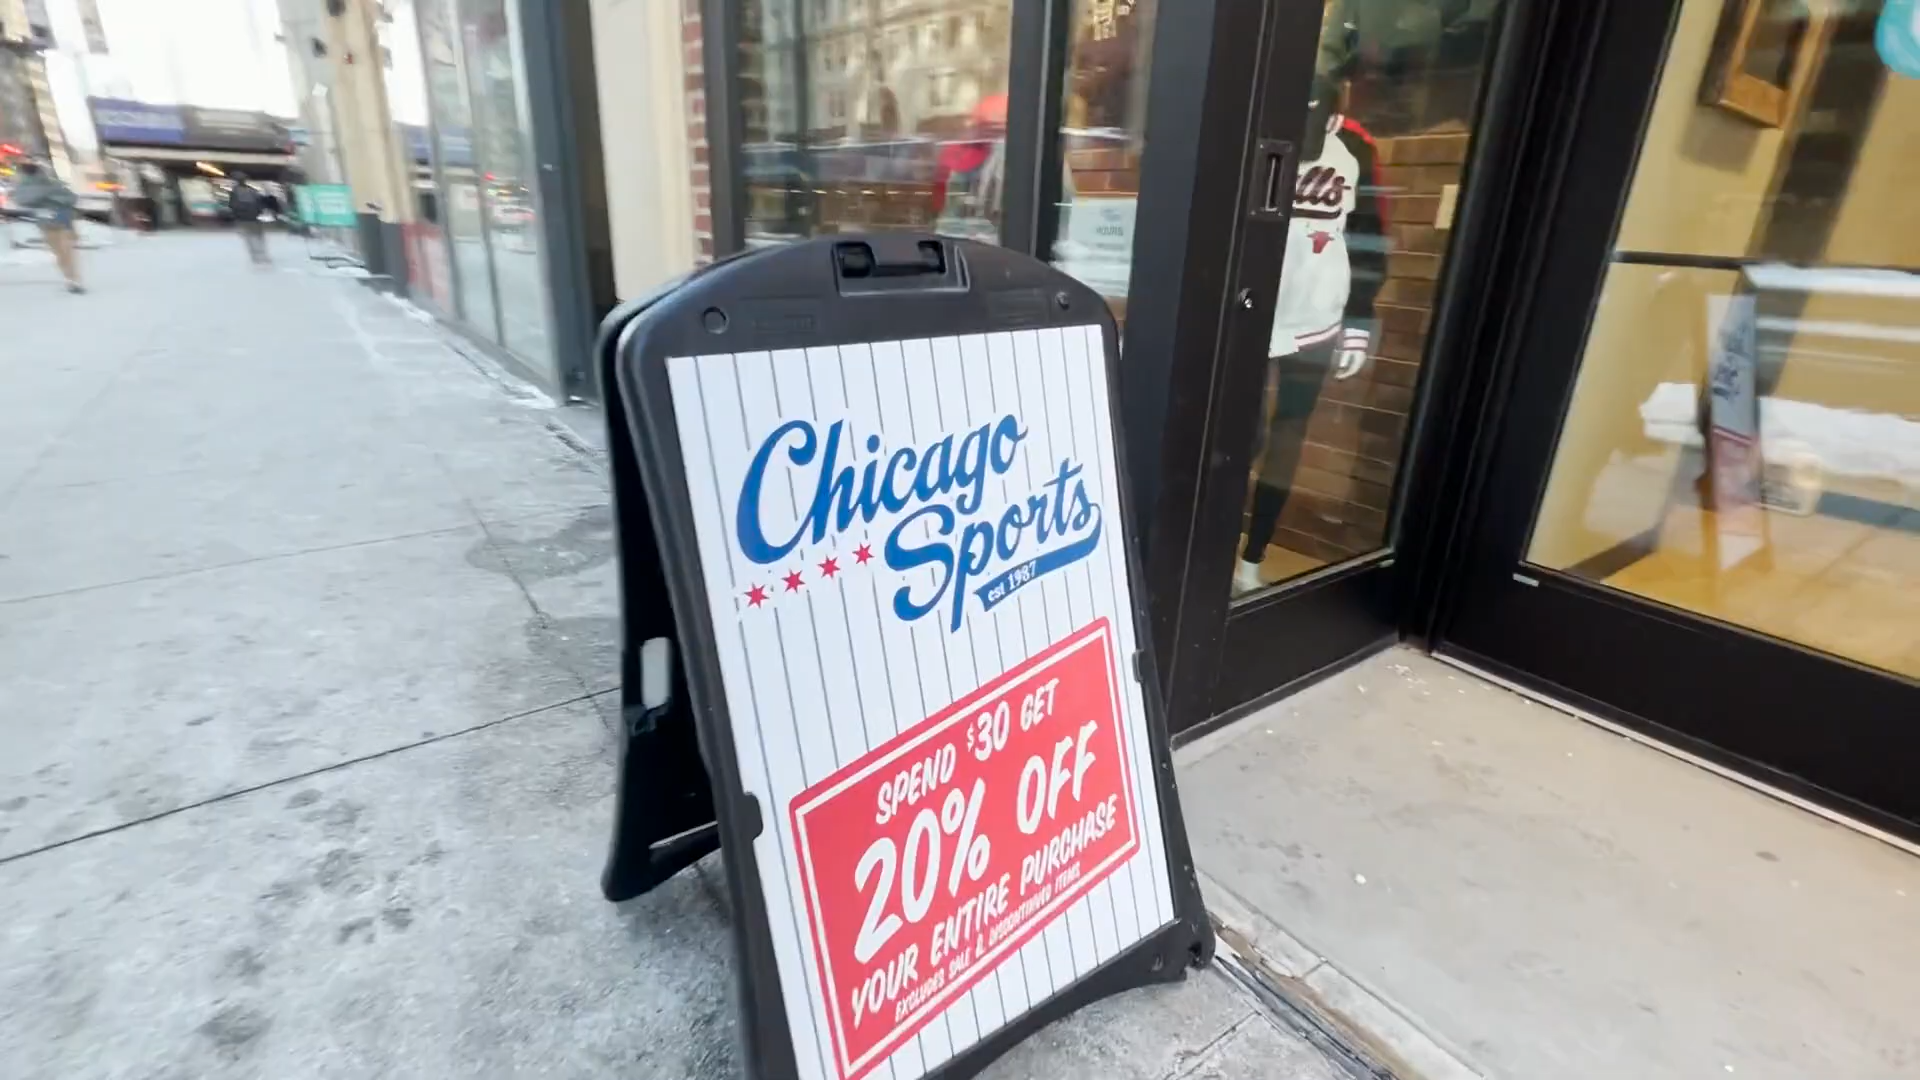 Chicago
Sports
est 1987
SPEND $30 GET
20% OFF
YOUR ENTIRE PURCHASE
EXCLUDES SALE & DISCONTINUED ITEMS